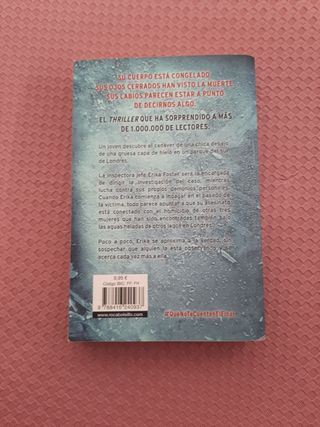 SU CUERPO ESTÁ CONGELADO
SUS OJOS CERRADOS HAN VISTO LA MUERTE
SUS LABIOS PARECEN ESTAR A PUNTO
DE DECIRNOS ALGO.
EL THRILLER QUE HA SORPRENDIDO A MÁS
DE 1.000.000 DE LECTORES.
Un joven descubre el cadáver de una chica debajo
de una gruesa capa de hielo en un parque del sur de
Londres.
La inspectora jefe Erika Foster será la encargada
de dirigir la investigación del caso, mientras
lucha contra sus propios demonios personales.
Cuando Erika comienza a indagar en el pasado de
la víctima, todo parece apuntar a que su asesinato
está conectado con el homicidio de otras tres
mujeres que han sido encontradas también bajo
las aguas heladas de otros lagos en Londres.
Poco a poco, Erika se aproxima a la verdad, sin
sospechar que alguien la está observando y se
acerca cada vez más a ella.
9,95 €
Código BIC: FF; FH
9 788416 240937
www.rocabolsillo.com
#QueNoTeCuentenElFinal